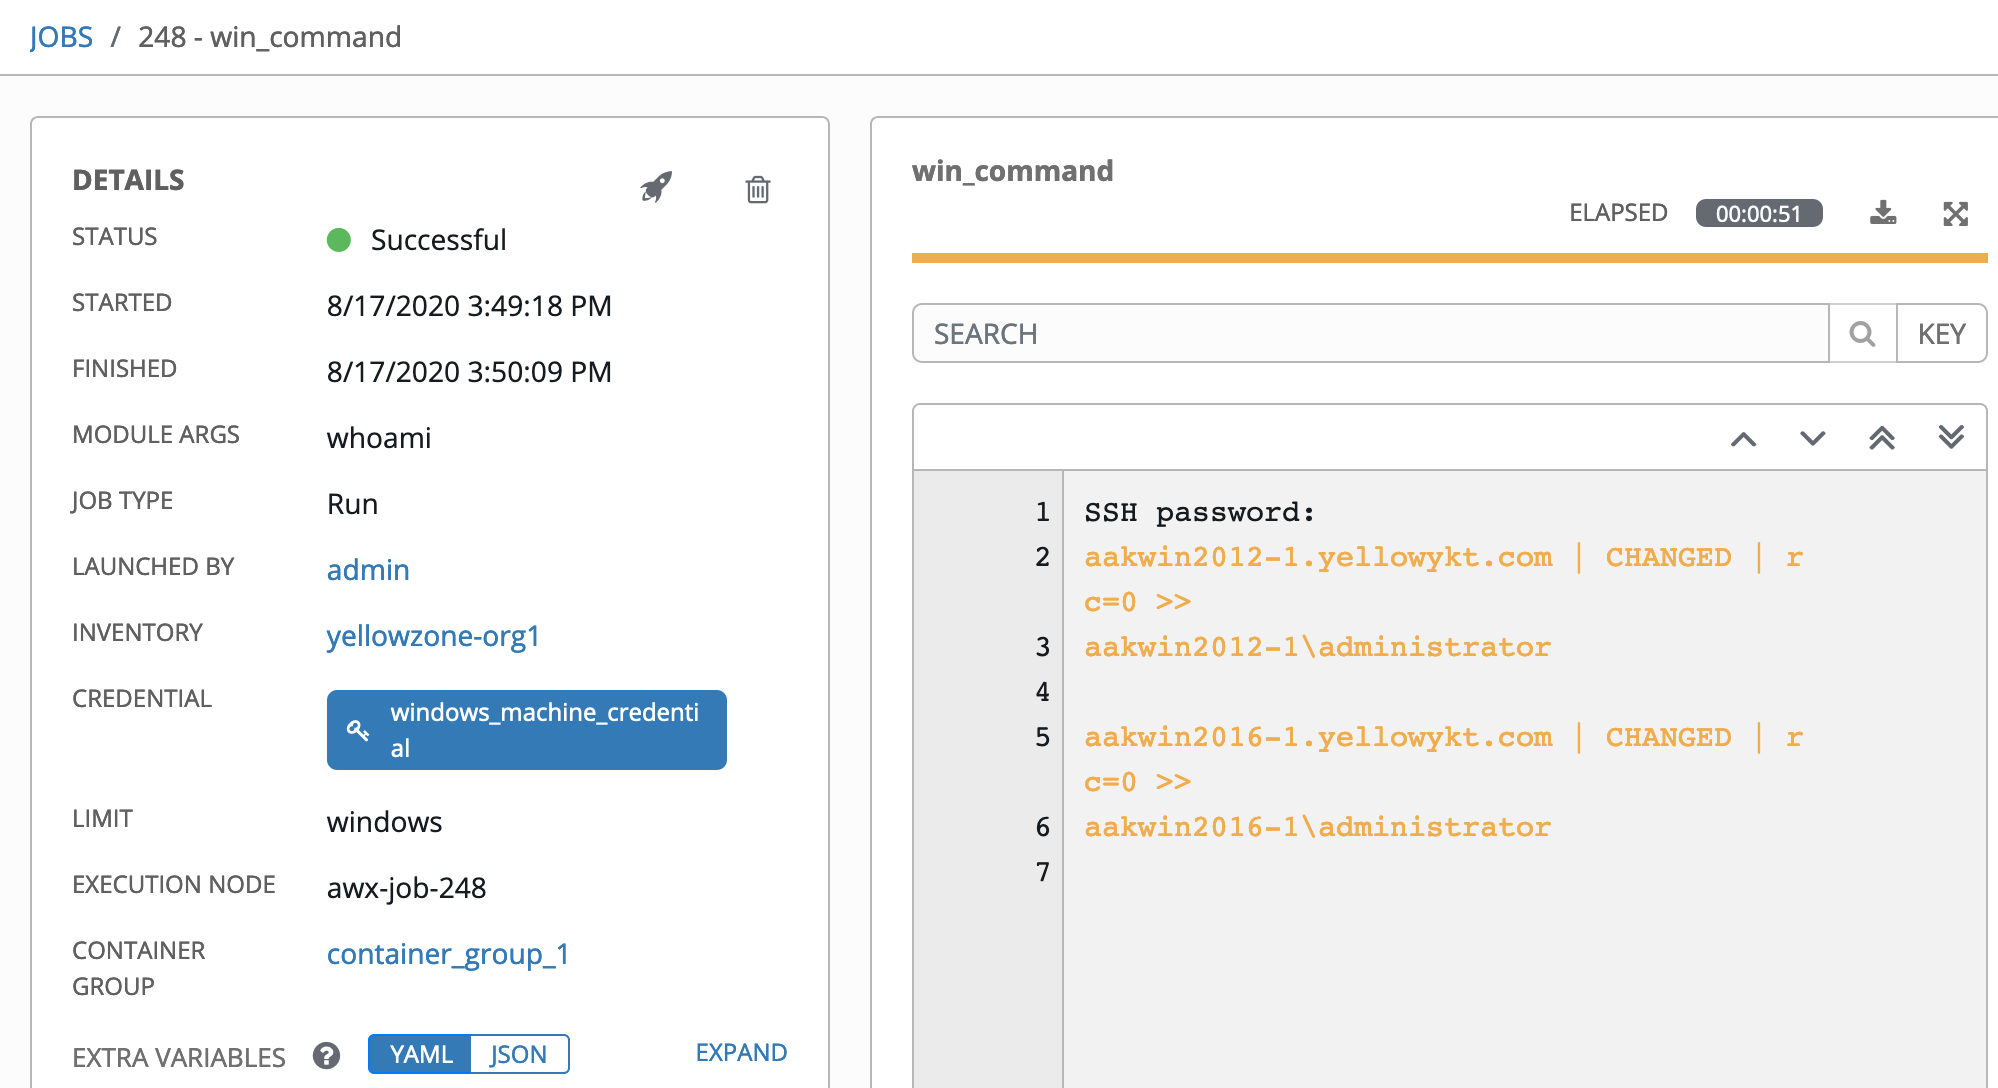 JOBS / 248 - win_command
DETAILS
STATUS Successful
STARTED 8/17/2020 3:49:18 PM
FINISHED 8/17/2020 3:50:09 PM
MODULE ARGS whoami
JOB TYPE Run
LAUNCHED BY admin
INVENTORY yellowzone-org1
CREDENTIAL windows_machine_credenti
al
LIMIT windows
EXECUTION NODE awx-job-248
CONTAINER container_group_1
GROUP
EXTRA VARIABLES ? YAML JSON EXPAND
win_command
ELAPSED 00:00:51
SEARCH KEY
1 SSH password:
2 aakwin2012-1.yellowykt.com | CHANGED | r
c=0 >>
3 aakwin2012-1\administrator
4
5 aakwin2016-1.yellowykt.com | CHANGED | r
c=0 >>
6 aakwin2016-1\administrator
7